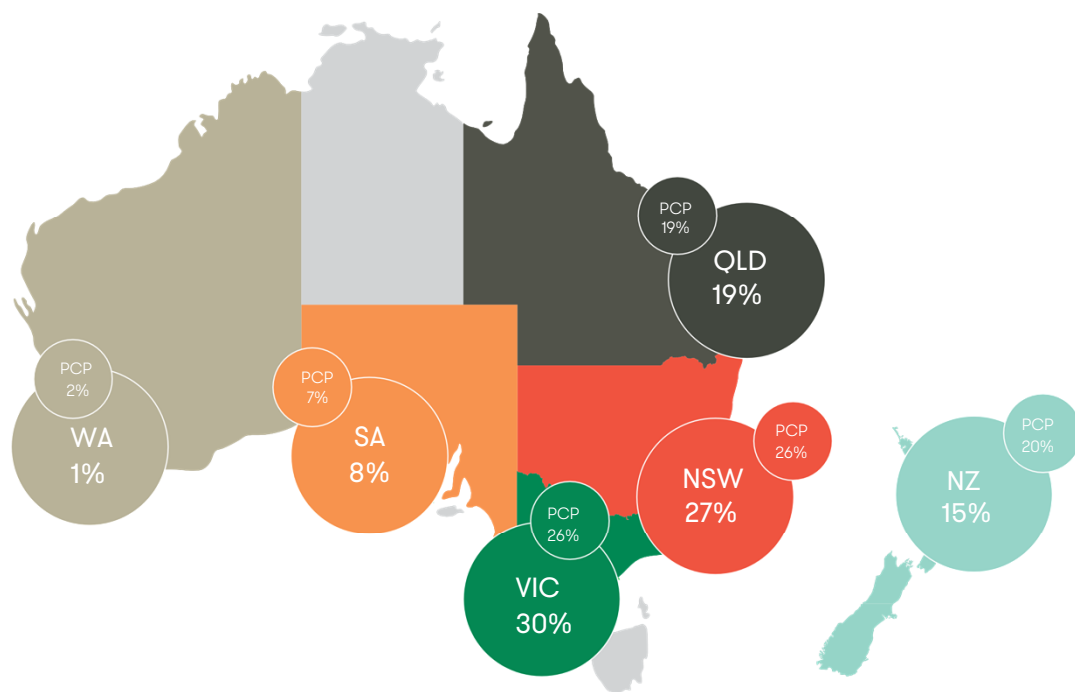 PCP
19%
QLD
19%
PCP
2%
WA
1%
PCP
7%
SA
8%
PCP
26%
NSW
27%
PCP
20%
NZ
15%
PCP
26%
VIC
30%